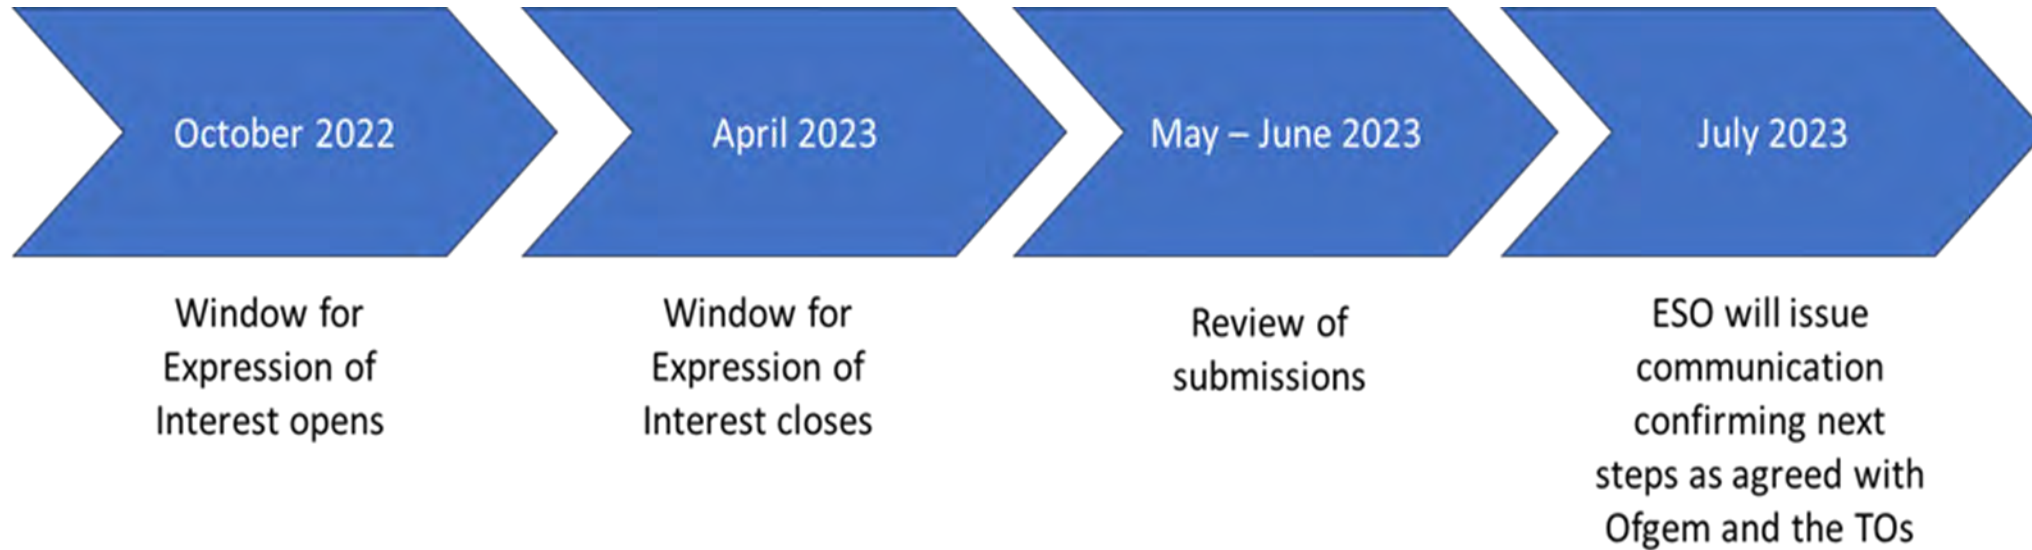 October 2022
April 2023
May – June 2023
July 2023
Window for
Expression of
Interest opens
Window for
Expression of
Interest closes
Review of
submissions
ESO will issue
communication
confirming next
steps as agreed with
Ofgem and the TOs